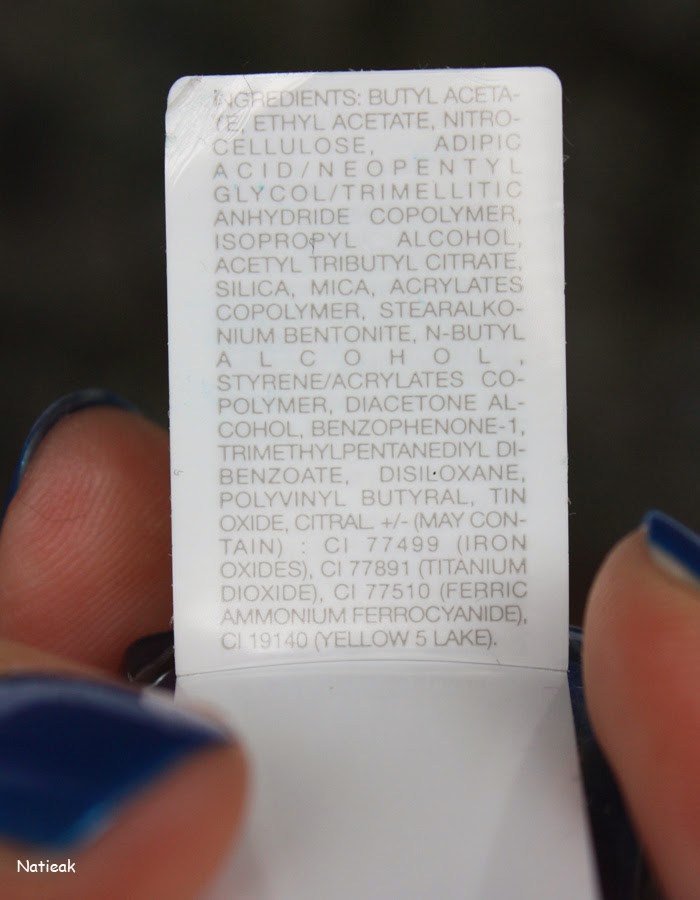 INGREDIENTS: BUTYL ACETA-
TE, ETHYL ACETATE, NITRO-
CELLULOSE, ADIPIC
ACID/NEOPENTYL
GLYCOL/TRIMELLITIC
ANHYDRIDE COPOLYMER,
ISOPROPYL ALCOHOL,
ACETYL TRIBUTYL CITRATE,
SILICA, MICA, ACRYLATES
COPOLYMER, STEARALKO-
NIUM BENTONITE, N-BUTYL
ALCOHOL,
STYRENE/ACRYLATES CO-
POLYMER, DIACETONE AL-
COHOL, BENZOPHENONE-1,
TRIMETHYLPENTANEDIYL DI-
BENZOATE, DISILOXANE,
POLYVINYL BUTYRAL, TIN
OXIDE, CITRAL. +/- (MAY CON-
TAIN) : CI 77499 (IRON
OXIDES), CI 77891 (TITANIUM
DIOXIDE), CI 77510 (FERRIC
AMMONIUM FERROCYANIDE),
CI 19140 (YELLOW 5 LAKE).
Natieak